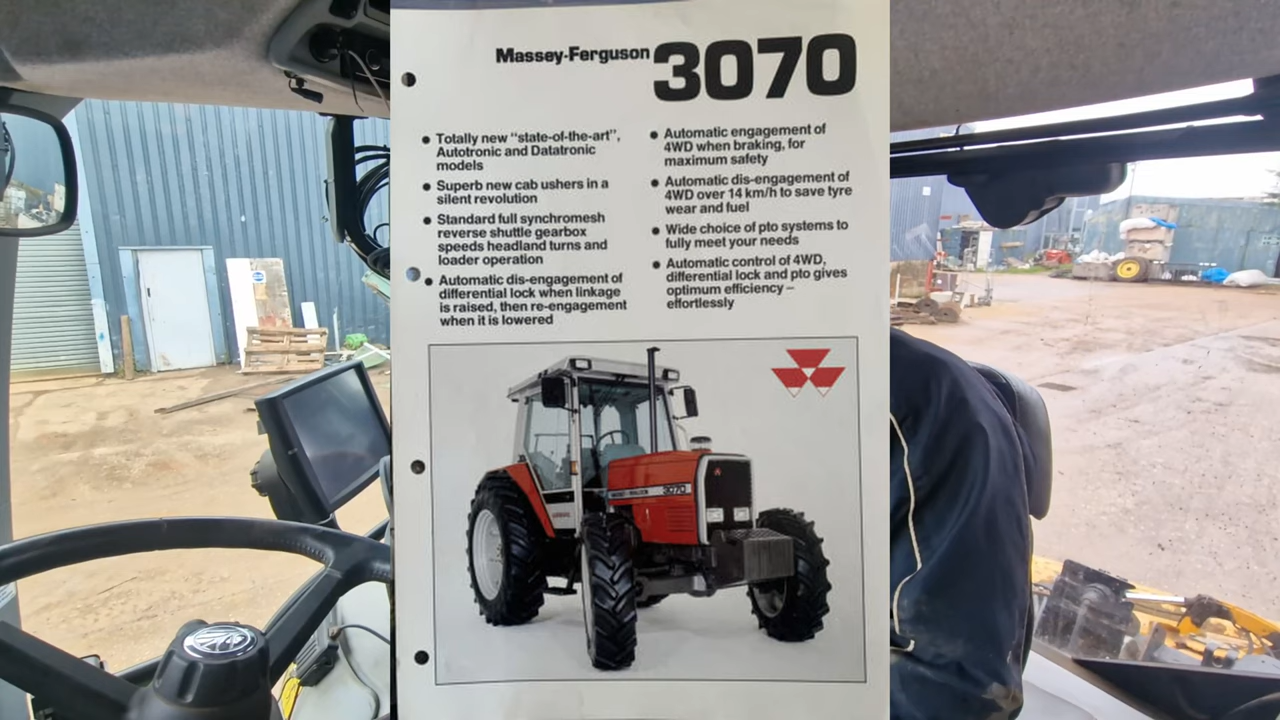 Massey-Ferguson 3070
● Totally new “state-of-the-art”,
Autotronic and Datatronic
models
● Superb new cab ushers in a
silent revolution
● Standard full synchromesh
reverse shuttle gearbox
speeds headland turns and
loader operation
● Automatic dis-engagement of
differential lock when linkage
is raised, then re-engagement
when it is lowered
● Automatic engagement of
4WD when braking, for
maximum safety
● Automatic dis-engagement of
4WD over 14 km/h to save tyre
wear and fuel
● Wide choice of pto systems to
fully meet your needs
● Automatic control of 4WD,
differential lock and pto gives
optimum efficiency –
effortlessly
3070